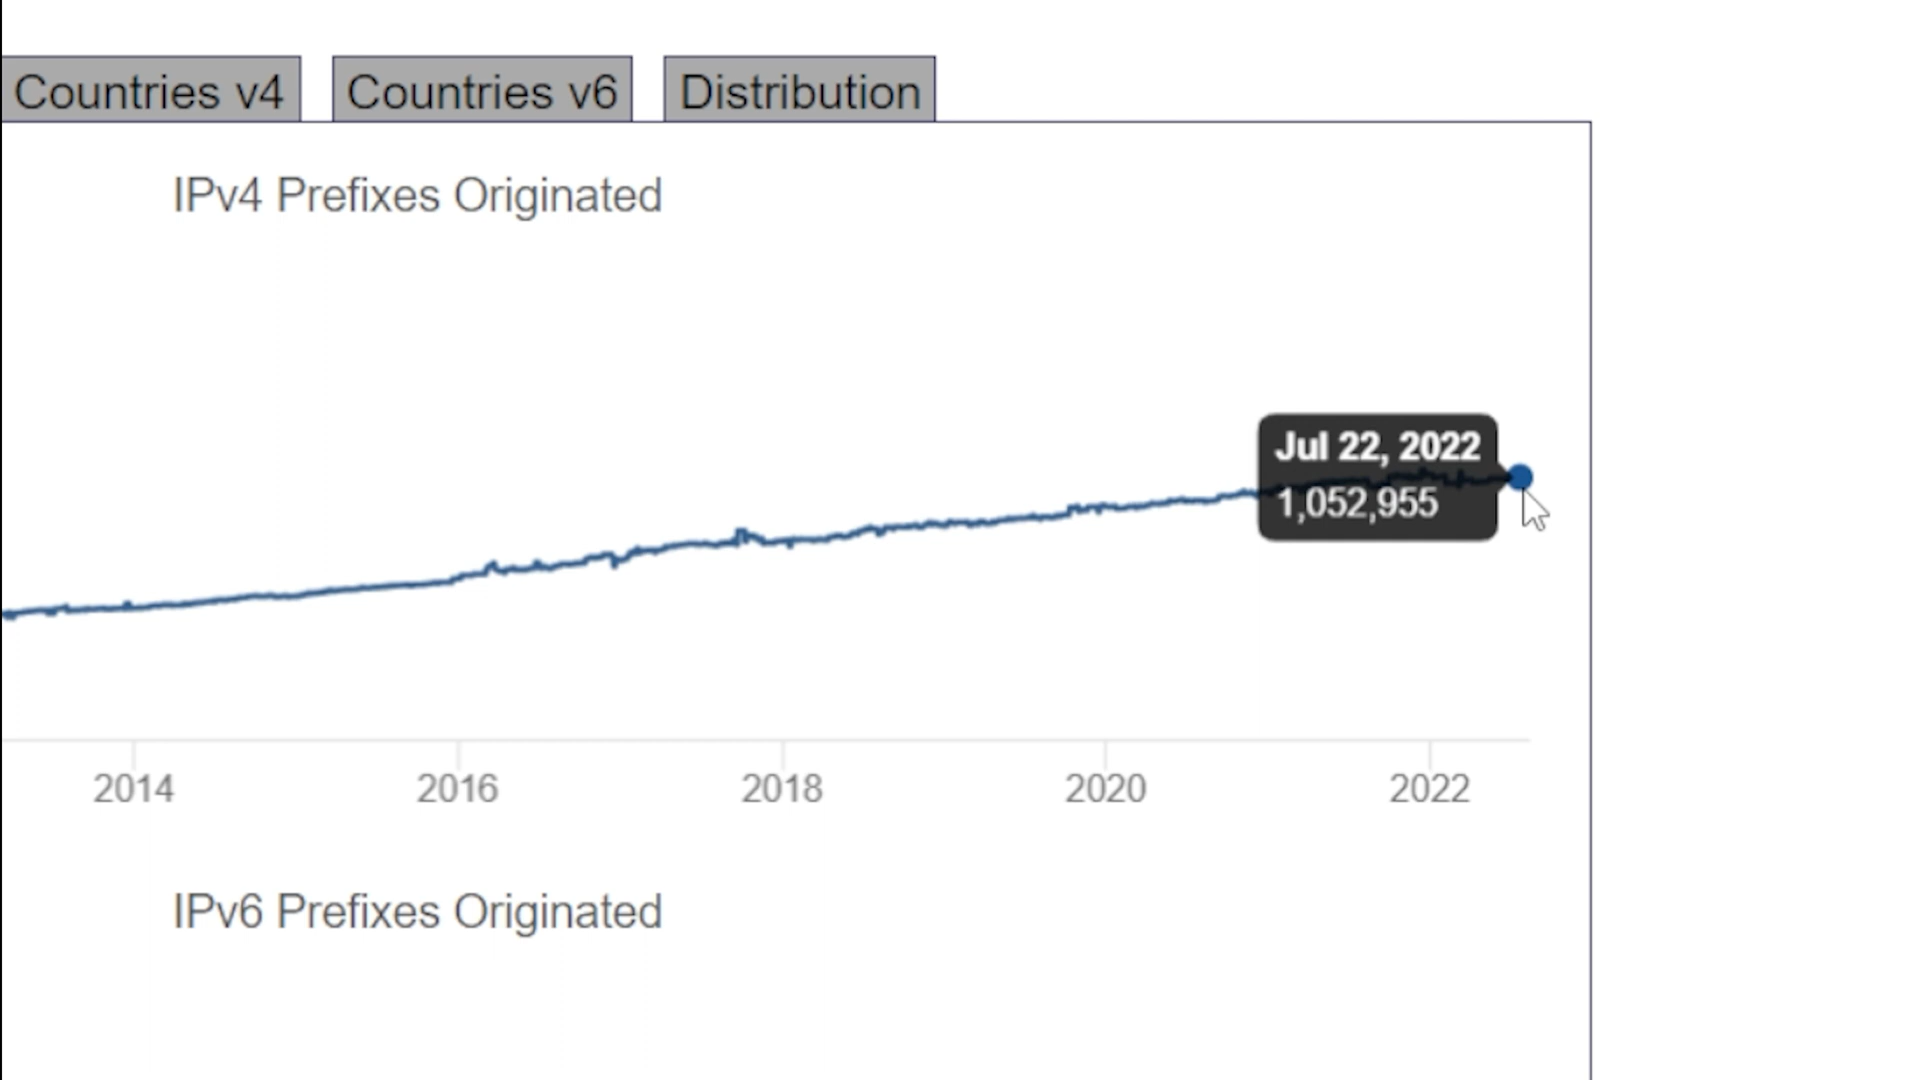 Countries v4 Countries v6 Distribution
IPv4 Prefixes Originated
Jul 22, 2022
1,052,955
2014 2016 2018 2020 2022
IPv6 Prefixes Originated